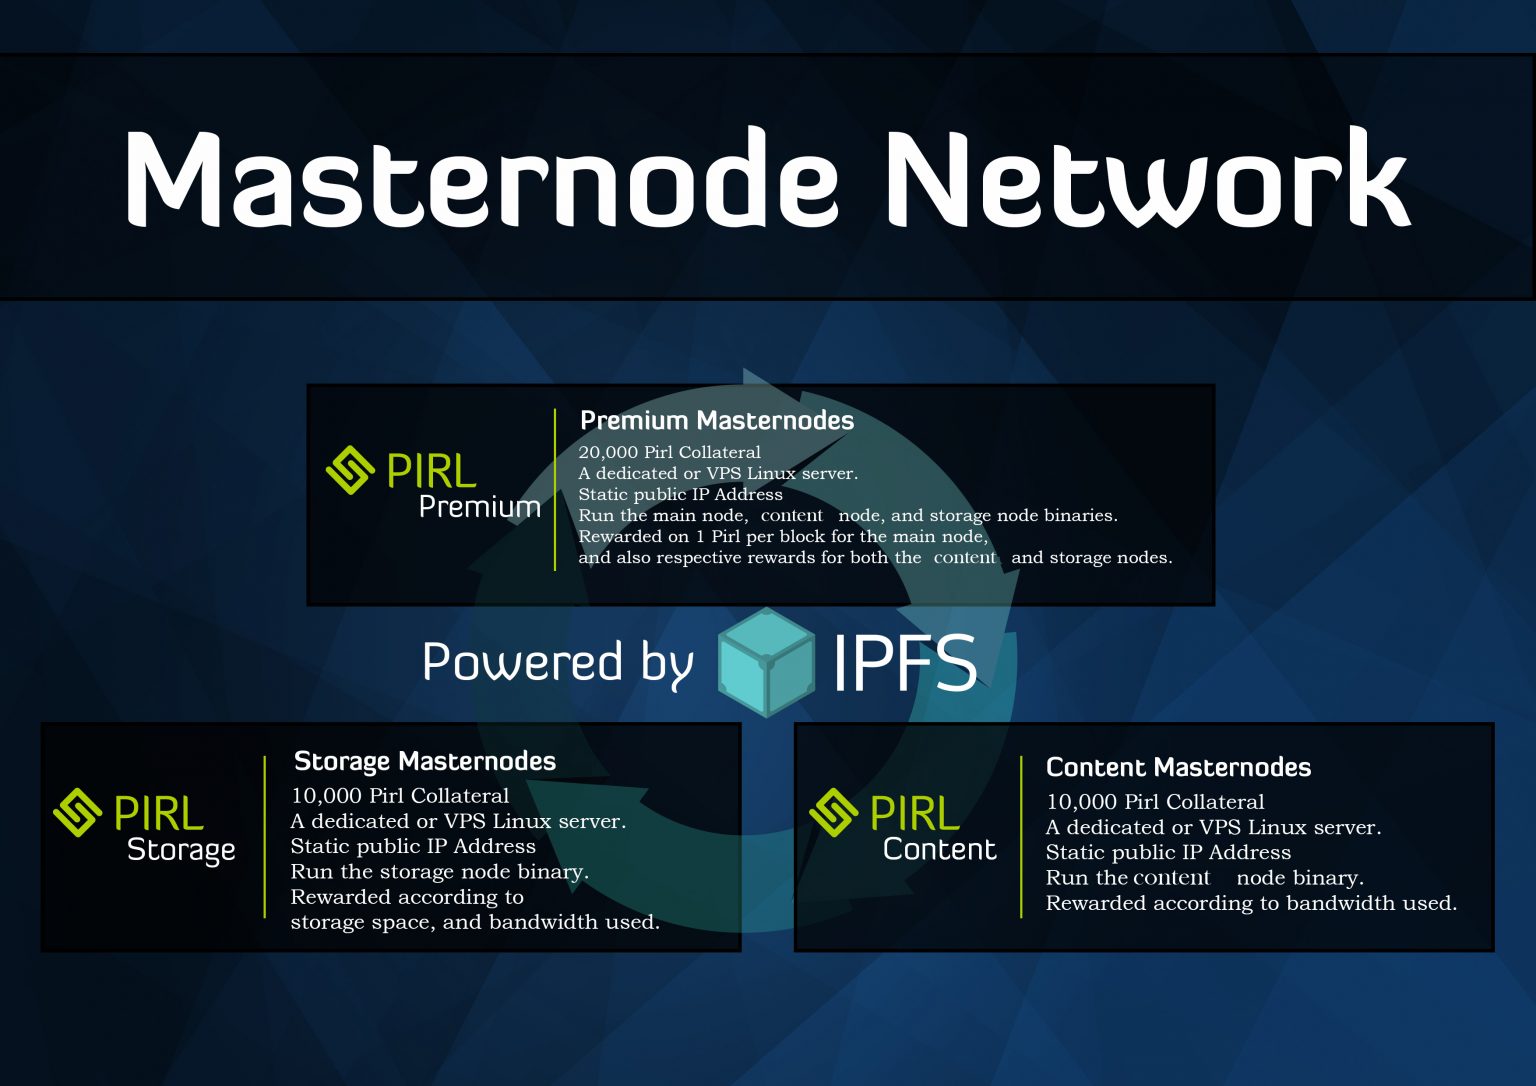 Masternode Network
PIRL
Premium
Premium Masternodes
20,000 Pirl Collateral
A dedicated or VPS Linux server.
Static public IP Address
Run the main node, content node, and storage node binaries.
Rewarded on 1 Pirl per block for the main node,
and also respective rewards for both the content and storage nodes.
Powered by IPFS
PIRL
Storage
Storage Masternodes
10,000 Pirl Collateral
A dedicated or VPS Linux server.
Static public IP Address
Run the storage node binary.
Rewarded according to
storage space, and bandwidth used.
PIRL
Content
Content Masternodes
10,000 Pirl Collateral
A dedicated or VPS Linux server.
Static public IP Address
Run the content node binary.
Rewarded according to bandwidth used.